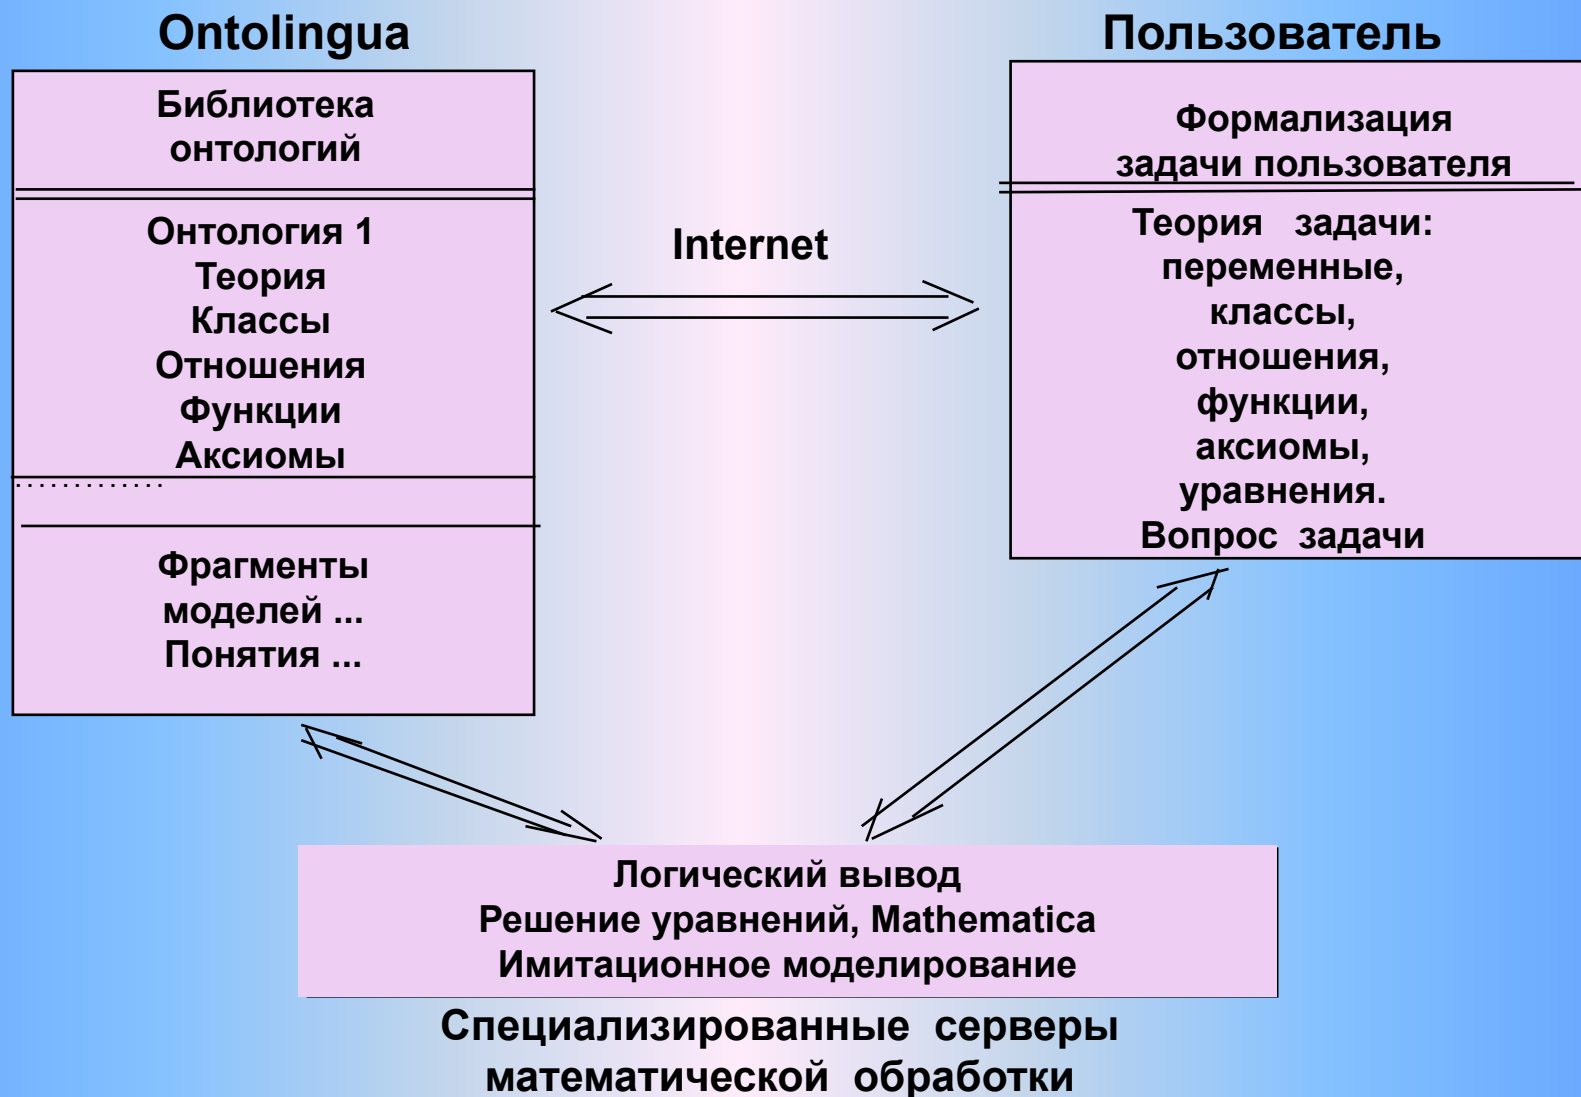 Ontolingua
Библиотека
онтологий
Онтология 1
Теория
Классы
Отношения
Функции
Аксиомы
.............
Фрагменты
моделей ...
Понятия ...
Internet
Пользователь
Формализация
задачи пользователя
Теория задачи:
переменные,
классы,
отношения,
функции,
аксиомы,
уравнения.
Вопрос задачи
Логический вывод
Решение уравнений, Mathematica
Имитационное моделирование
Специализированные серверы
математической обработки